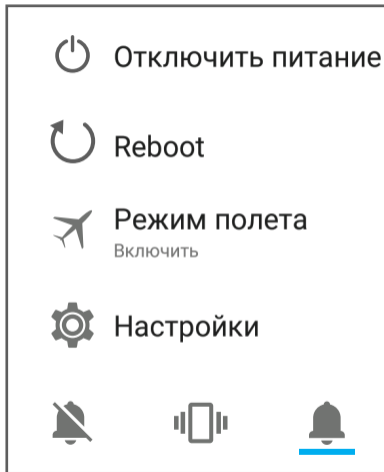 Отключить питание
Reboot
Режим полета
Включить
Настройки